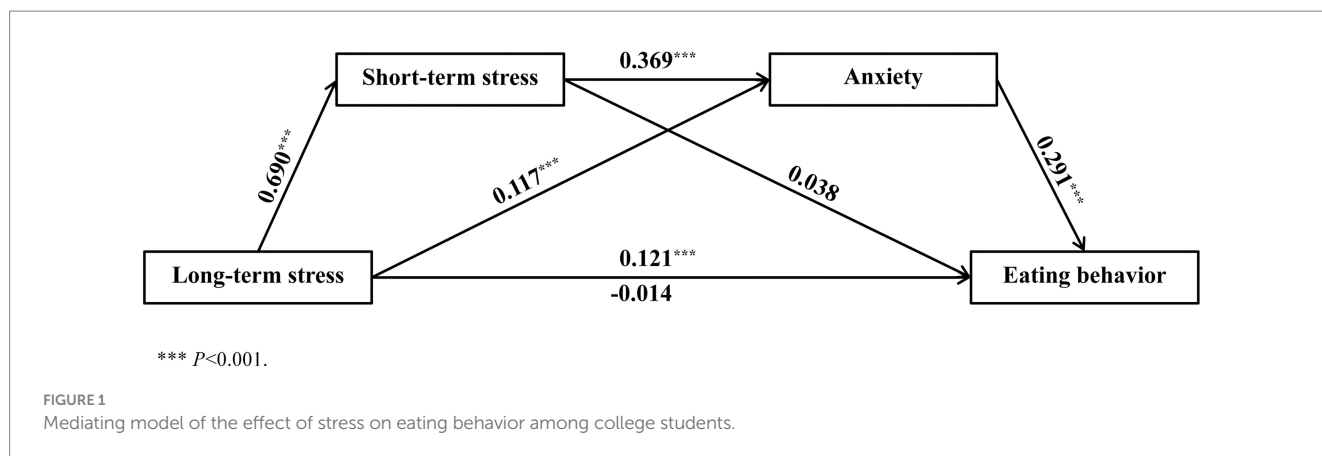 0.369***
Short-term stress
Anxiety
0.690***
0.117***
0.038
0.291***
0.121***
Long-term stress
Eating behavior
-0.014
*** P<0.001.
FIGURE 1
Mediating model of the effect of stress on eating behavior among college students.